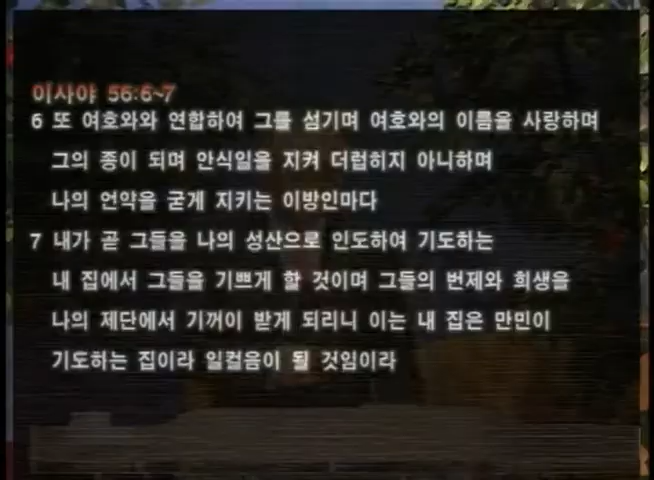 이사야 56:6~7
6 또 여호와와 연합하여 그를 섬기며 여호와의 이름을 사랑하며
그의 종이 되며 안식일을 지켜 더럽히지 아니하며
나의 언약을 굳게 지키는 이방인마다
7 내가 곧 그들을 나의 성산으로 인도하여 기도하는
내 집에서 그들을 기쁘게 할 것이며 그들의 번제와 희생을
나의 제단에서 기꺼이 받게 되리니 이는 내 집은 만민이
기도하는 집이라 일컬음이 될 것임이라